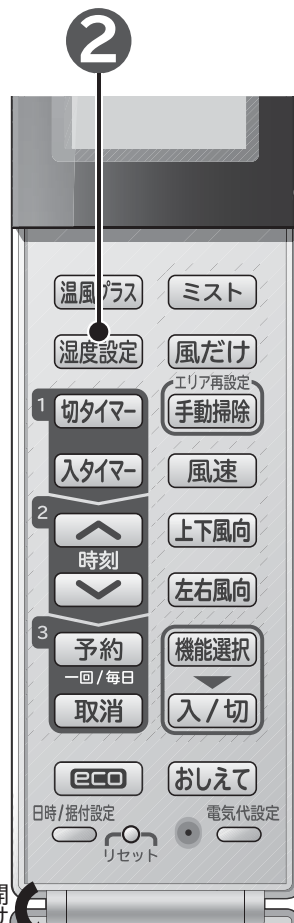 2
温風プラス ミスト
湿度設定 風だけ
エリア再設定
1 切タイマー 手動掃除
入タイマー 風速
2
上下風向
時刻
左右風向
3 予約 機能選択
一回/毎日
取消 入/切
eco おしえて
日時/据付設定 電気代設定
リセット
開
け